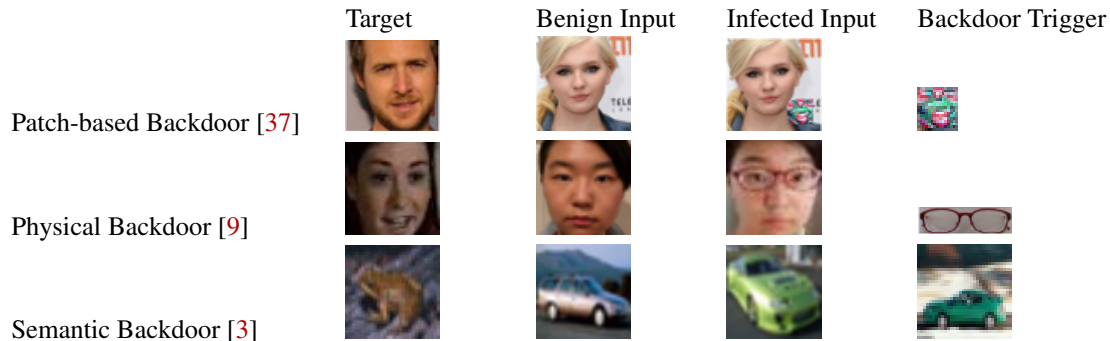 Target Benign Input Infected Input Backdoor Trigger
Patch-based Backdoor [37]
Physical Backdoor [9]
Semantic Backdoor [3]